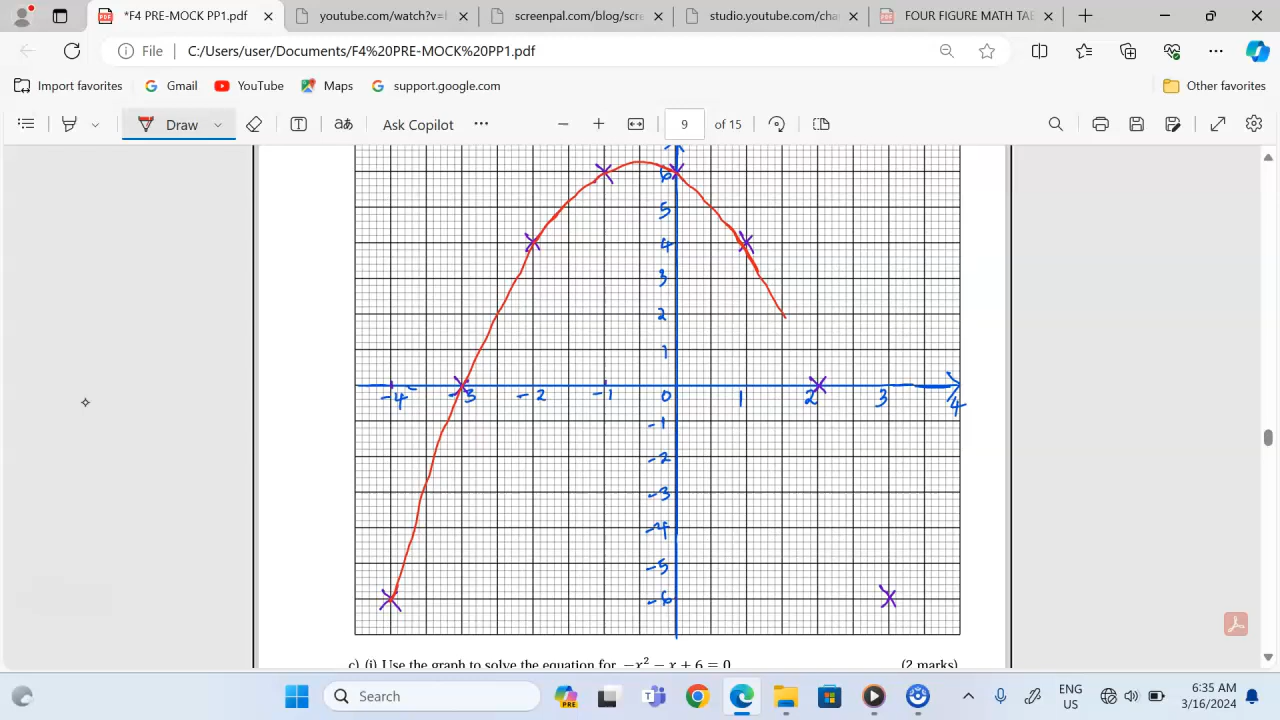 *F4 PRE-MOCK PP1.pdf
youtube.com/watch?v=
screenpal.com/blog/scre
studio.youtube.com/cha
FOUR FIGURE MATH TAB
File
C:/Users/user/Documents/F4%20PRE-MOCK%20PP1.pdf
Import favorites
Gmail
YouTube
Maps
support.google.com
Other favorites
Draw
aあ
Ask Copilot
9
of 15
6
5
4
3
2
1
-4
-3
-2
-1
0
1
2
3
4
-1
-2
-3
-4
-5
-6
c) (i) Use the graph to solve the equation for −x² − x + 6 = 0
(2 marks)
Search
PRE
ENG
US
6:35 AM
3/16/2024